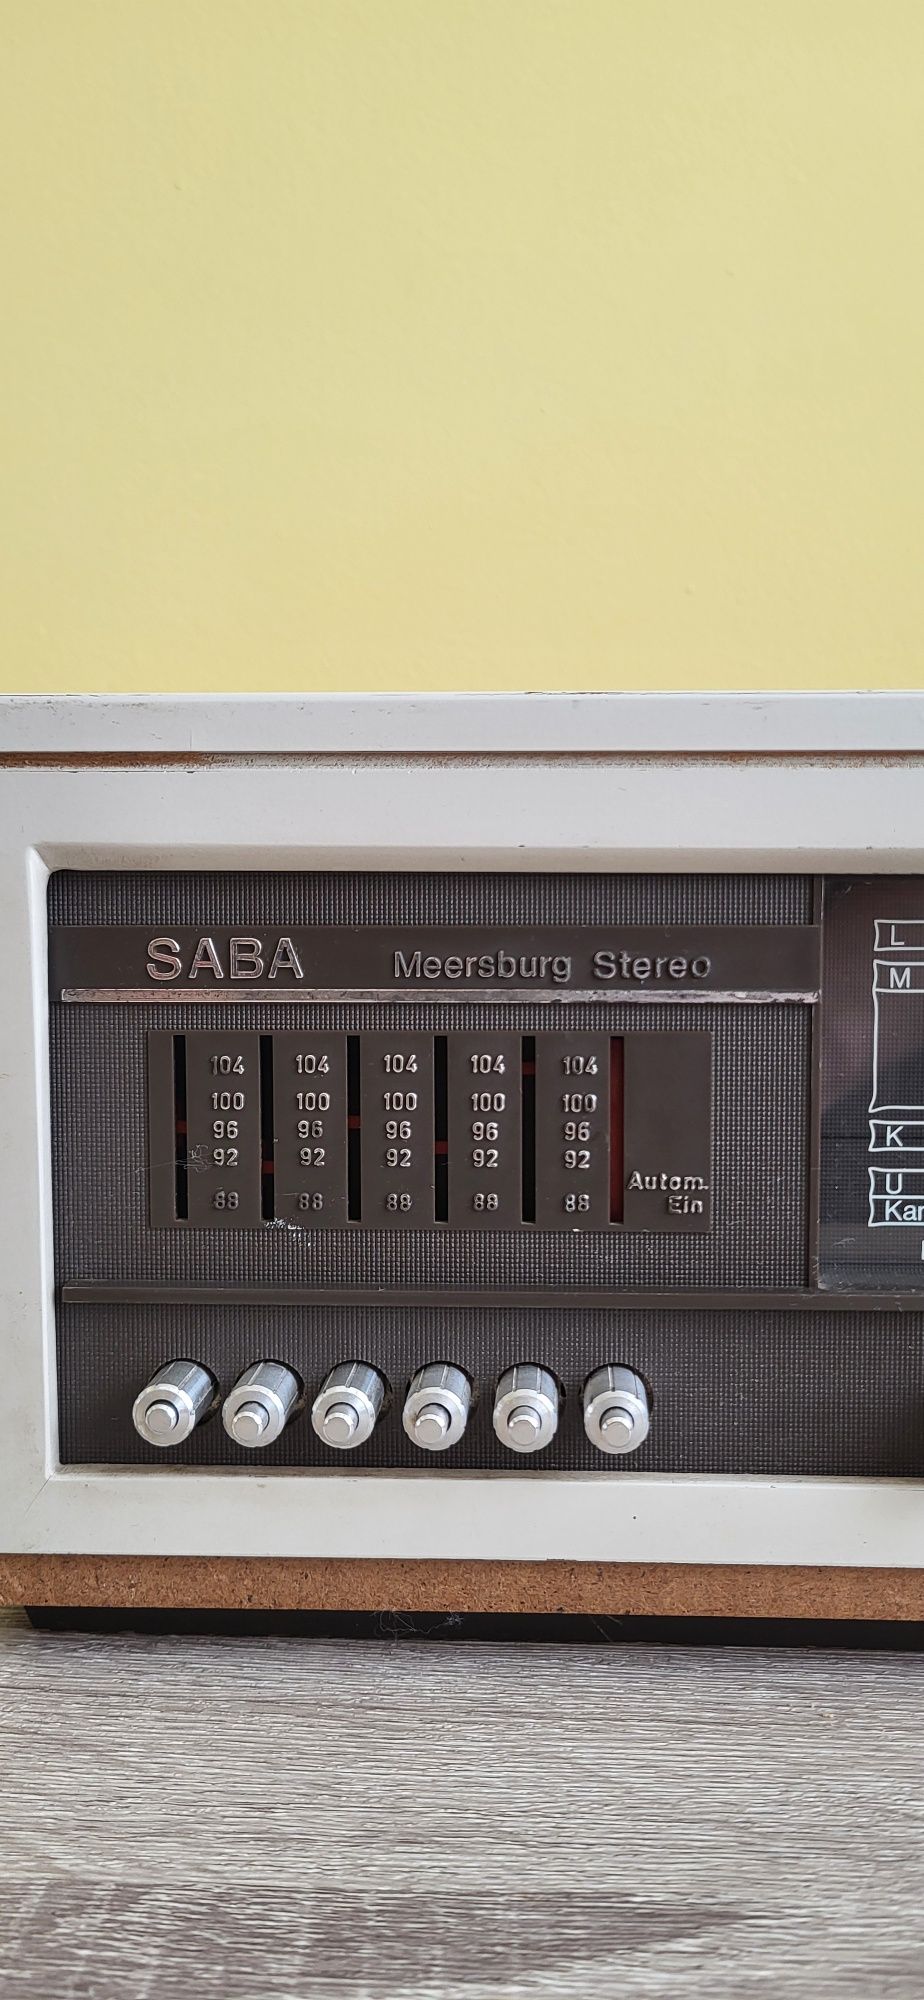 SABA Meersburg Stereo
104 104 104 104 104
100 100 100 100 100
96 96 96 96 96
92 92 92 92 92
88 88 88 88 88
Autom.
Ein
L
M
K
U